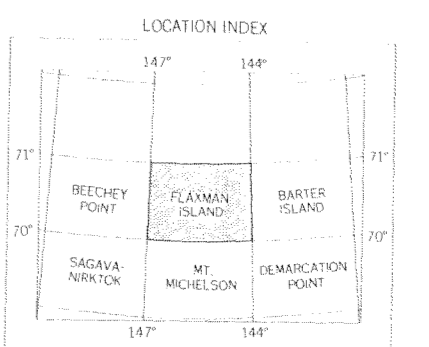 LOCATION INDEX
147° 144°
71° 71°
BEECHEY
POINT
FLAXMAN
ISLAND
BARTER
ISLAND
70° 70°
SAGAVA-
NIRKTOK
MT.
MICHELSON
DEMARCATION
POINT
147° 144°